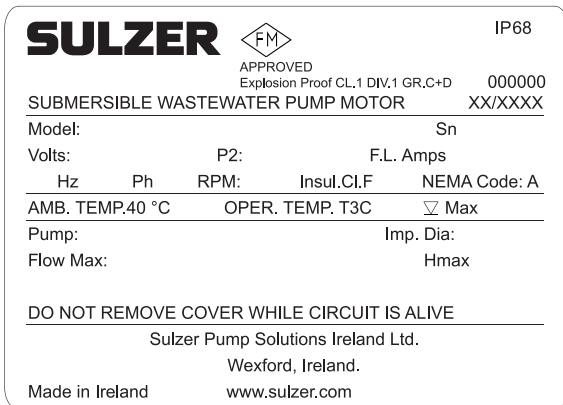 SULZER FM IP68
APPROVED
Explosion Proof CL.1 DIV.1 GR.C+D 000000
SUBMERSIBLE WASTEWATER PUMP MOTOR XX/XXXX
Model: Sn
Volts: P2: F.L. Amps
Hz Ph RPM: Insul.Cl.F NEMA Code: A
AMB. TEMP.40 °C OPER. TEMP. T3C Max
Pump: Imp. Dia:
Flow Max: Hmax
DO NOT REMOVE COVER WHILE CIRCUIT IS ALIVE
Sulzer Pump Solutions Ireland Ltd.
Wexford, Ireland.
Made in Ireland www.sulzer.com